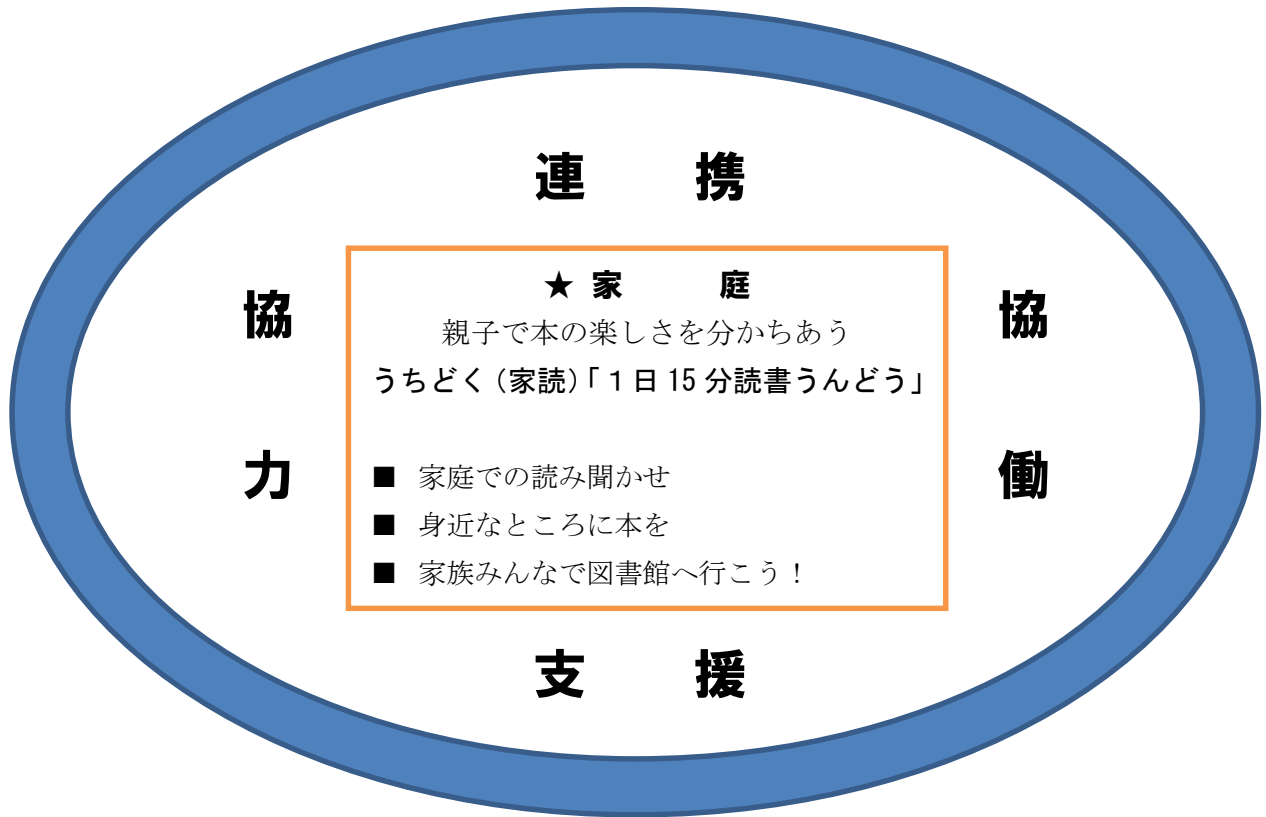 連　携
協力
★ 家　庭
親子で本の楽しさを分かちあう
うちどく(家読)「１日15分読書うんどう」
■ 家庭での読み聞かせ
■ 身近なところに本を
■ 家族みんなで図書館へ行こう！
協働
支　援